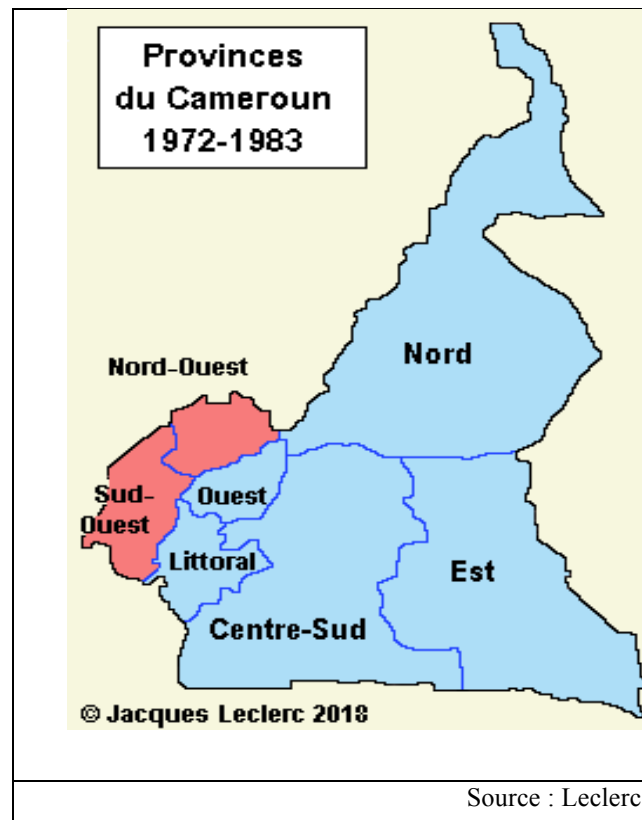 Provinces
du Cameroun
1972-1983
Nord
Nord-Ouest
Sud-
Ouest
Ouest
Littoral
Est
Centre-Sud
© Jacques Leclerc 2018
Source : Leclerc